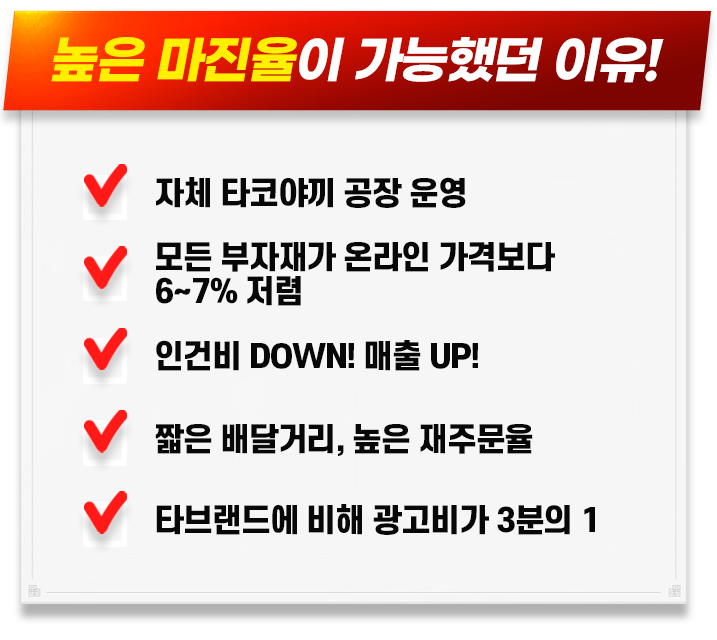 높은 마진율이 가능했던 이유!
자체 타코야끼 공장 운영
모든 부자재가 온라인 가격보다
6~7% 저렴
인건비 DOWN! 매출 UP!
짧은 배달거리, 높은 재주문율
타브랜드에 비해 광고비가 3분의 1